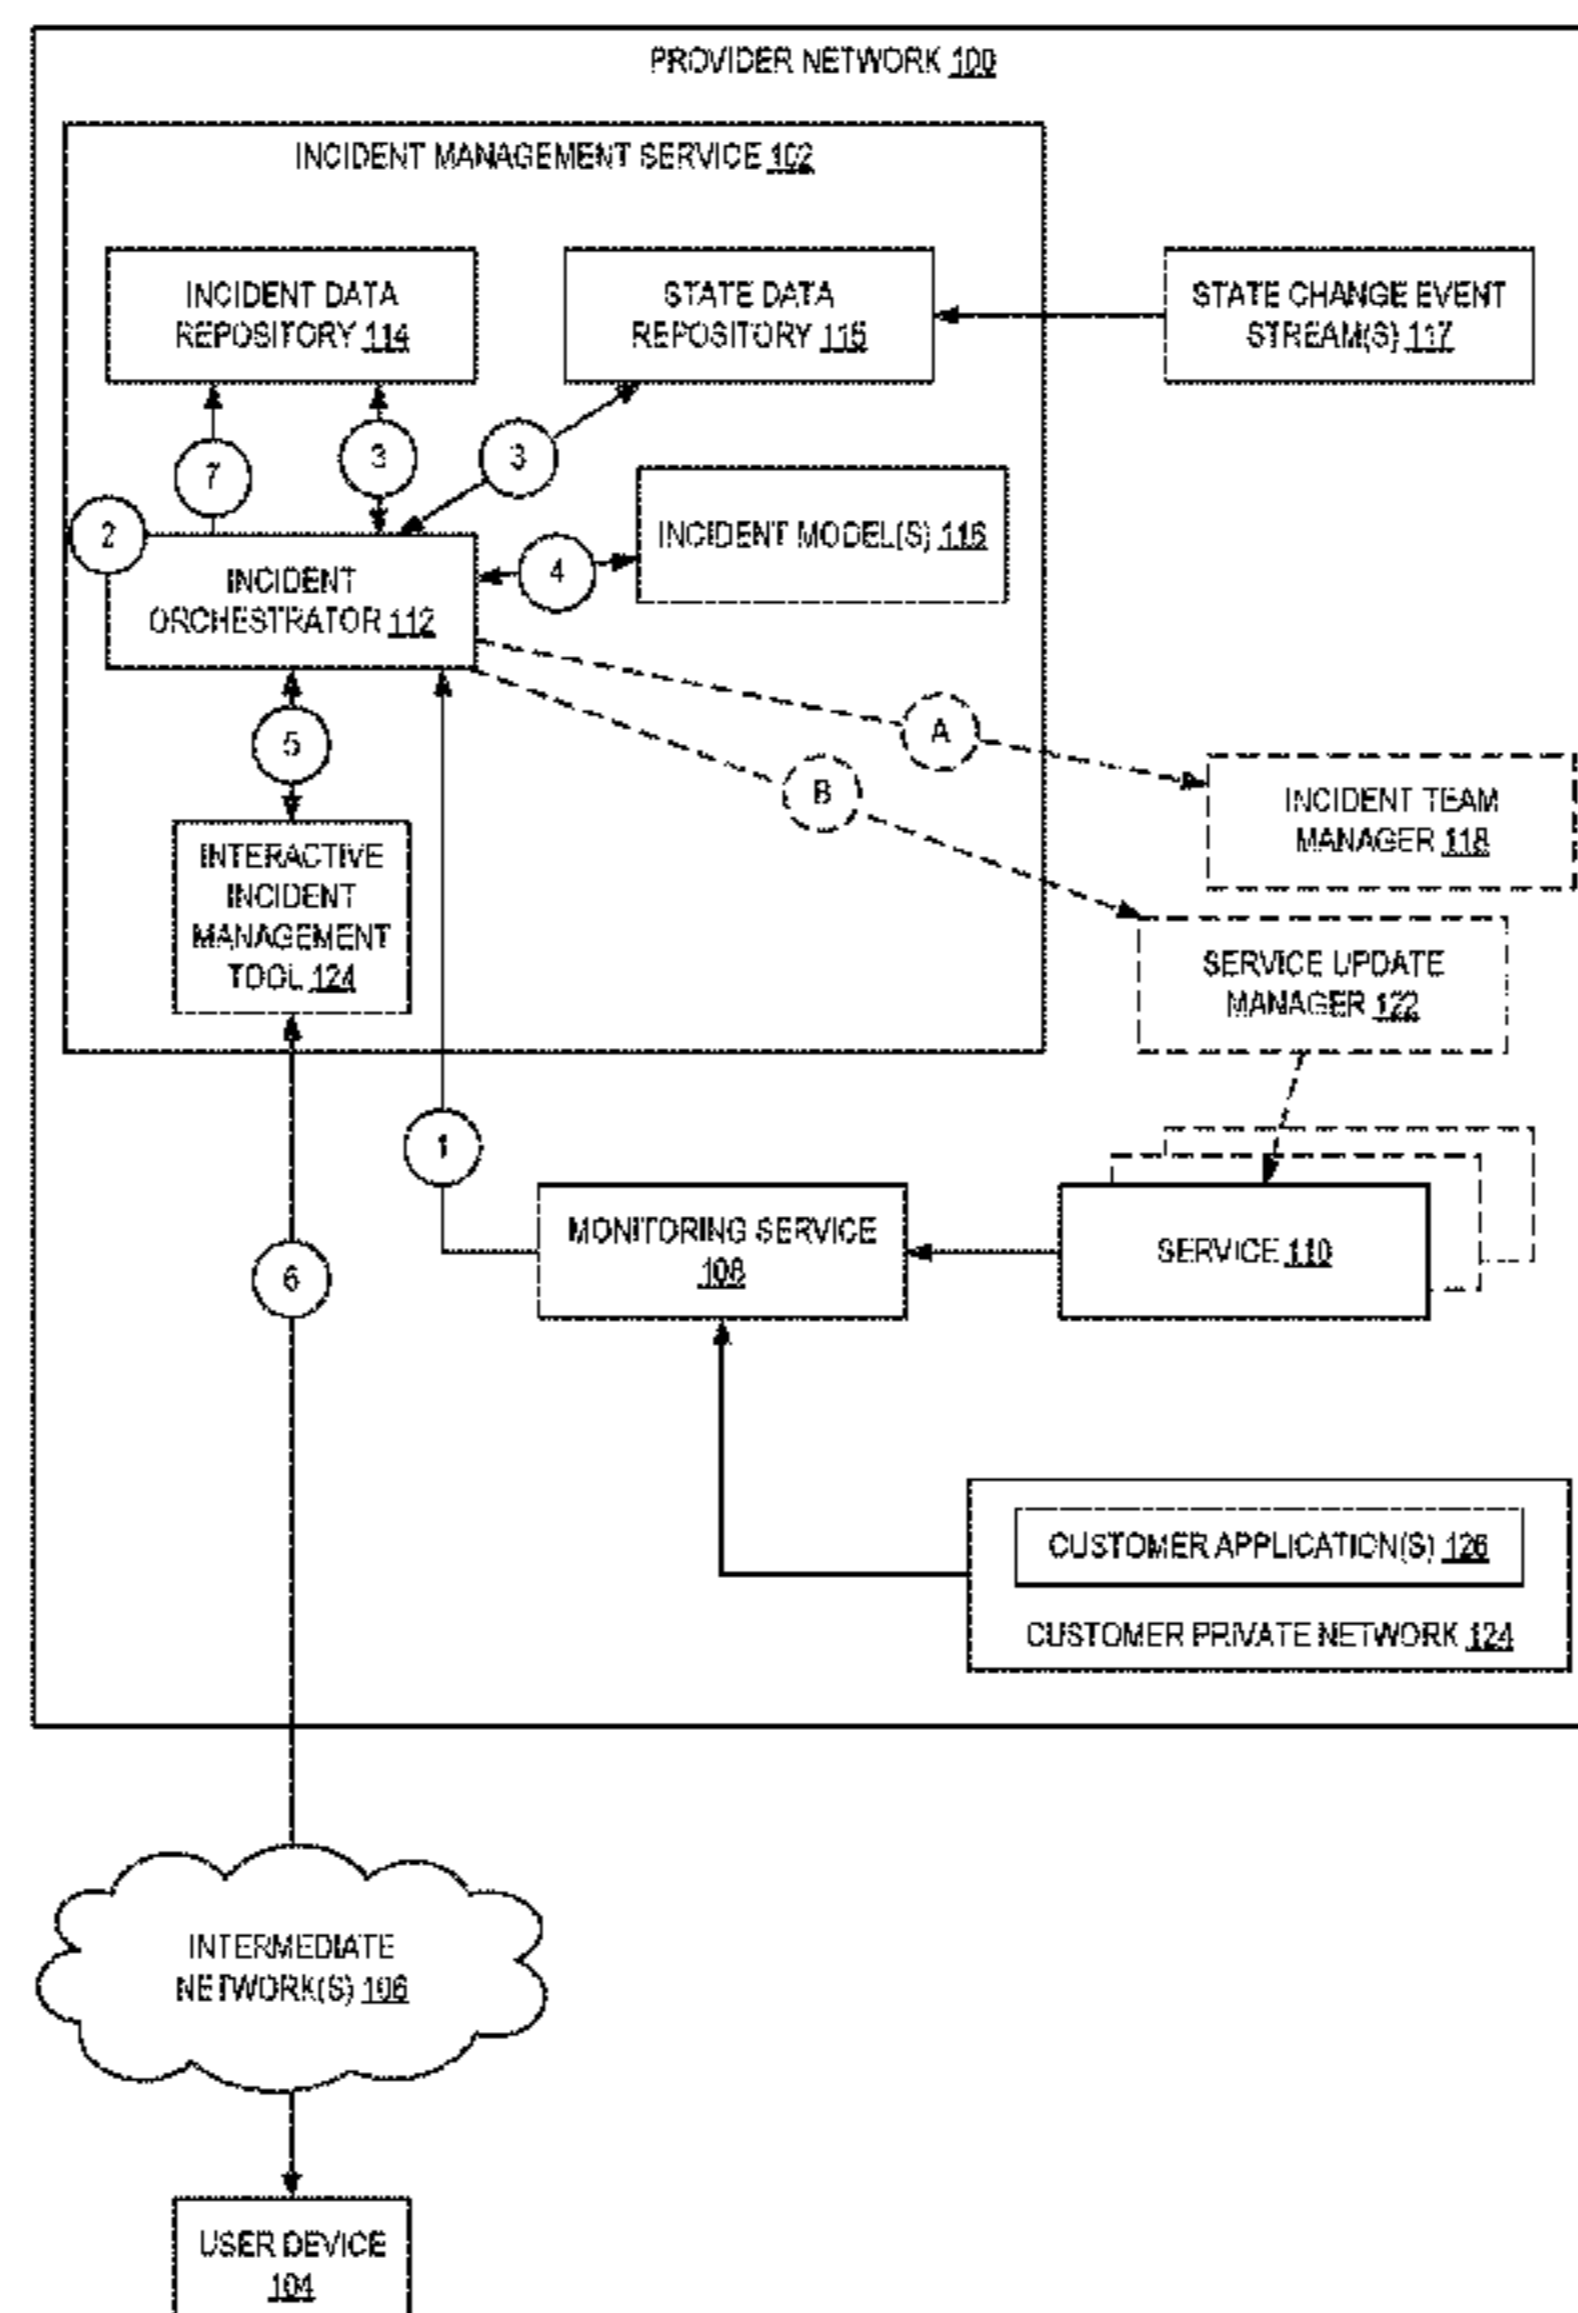 PROVIDER NETWORK 100
INCIDENT MANAGEMENT SERVICE 102
INCIDENT DATA
REPOSITORY 114
STATE DATA
REPOSITORY 115
STATE CHANGE EVENT
STREAM(S) 117
7
3
3
2
INCIDENT MODEL(S) 116
4
INCIDENT
ORCHESTRATOR 112
A
5
B
INCIDENT TEAM
MANAGER 118
INTERACTIVE
INCIDENT
MANAGEMENT
TOOL 124
SERVICE UPDATE
MANAGER 122
1
MONITORING SERVICE
108
SERVICE 110
6
CUSTOMER APPLICATION(S) 126
CUSTOMER PRIVATE NETWORK 124
INTERMEDIATE
NETWORK(S) 106
USER DEVICE
104